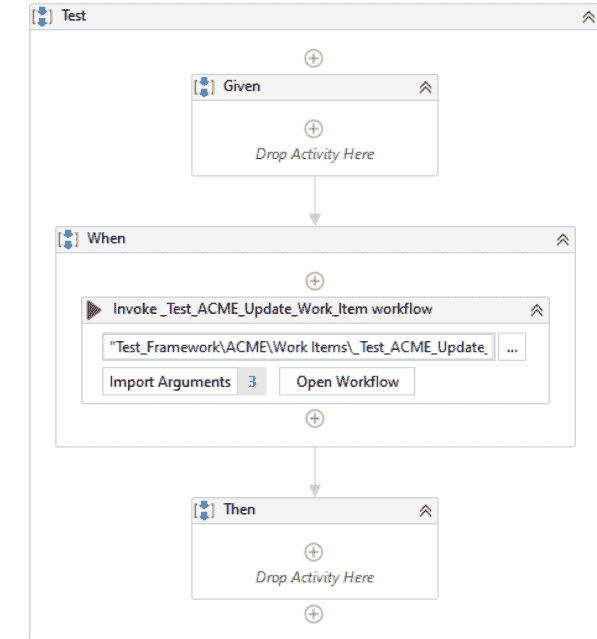 Test
Given
Drop Activity Here
When
Invoke _Test_ACME_Update_Work_Item workflow
"Test_Framework\ACME\Work Items\_Test_ACME_Update_ ...
Import Arguments 3 Open Workflow
Then
Drop Activity Here